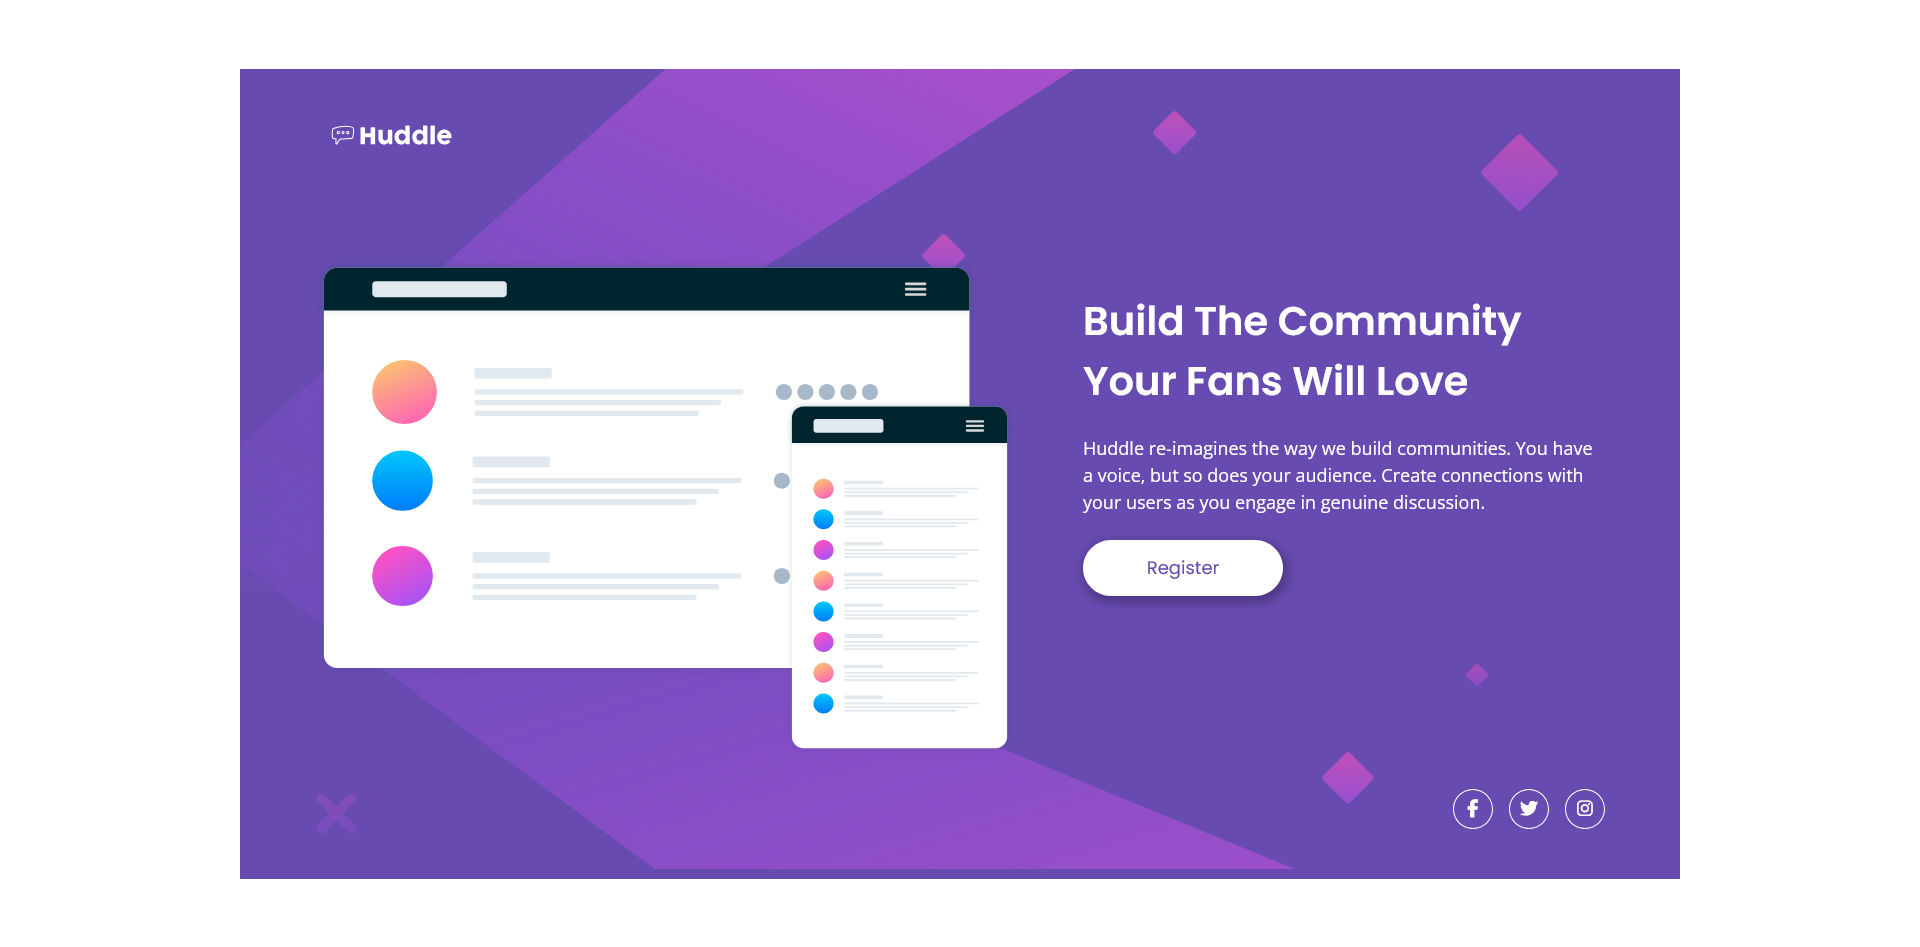 Huddle
Build The Community
Your Fans Will Love
Huddle re-imagines the way we build communities. You have
a voice, but so does your audience. Create connections with
your users as you engage in genuine discussion.
Register